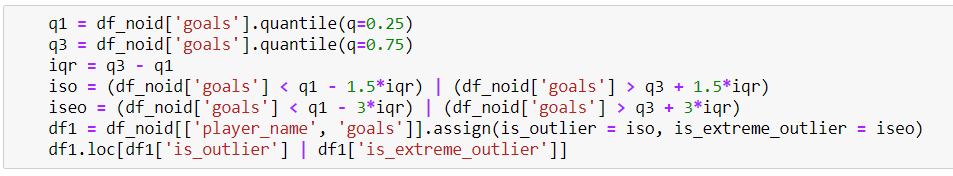 q1 = df_noid['goals'].quantile(q=0.25)
q3 = df_noid['goals'].quantile(q=0.75)
iqr = q3 - q1
iso = (df_noid['goals'] < q1 - 1.5*iqr) | (df_noid['goals'] > q3 + 1.5*iqr)
iseo = (df_noid['goals'] < q1 - 3*iqr) | (df_noid['goals'] > q3 + 3*iqr)
df1 = df_noid[['player_name', 'goals']].assign(is_outlier = iso, is_extreme_outlier = iseo)
df1.loc[df1['is_outlier'] | df1['is_extreme_outlier']]